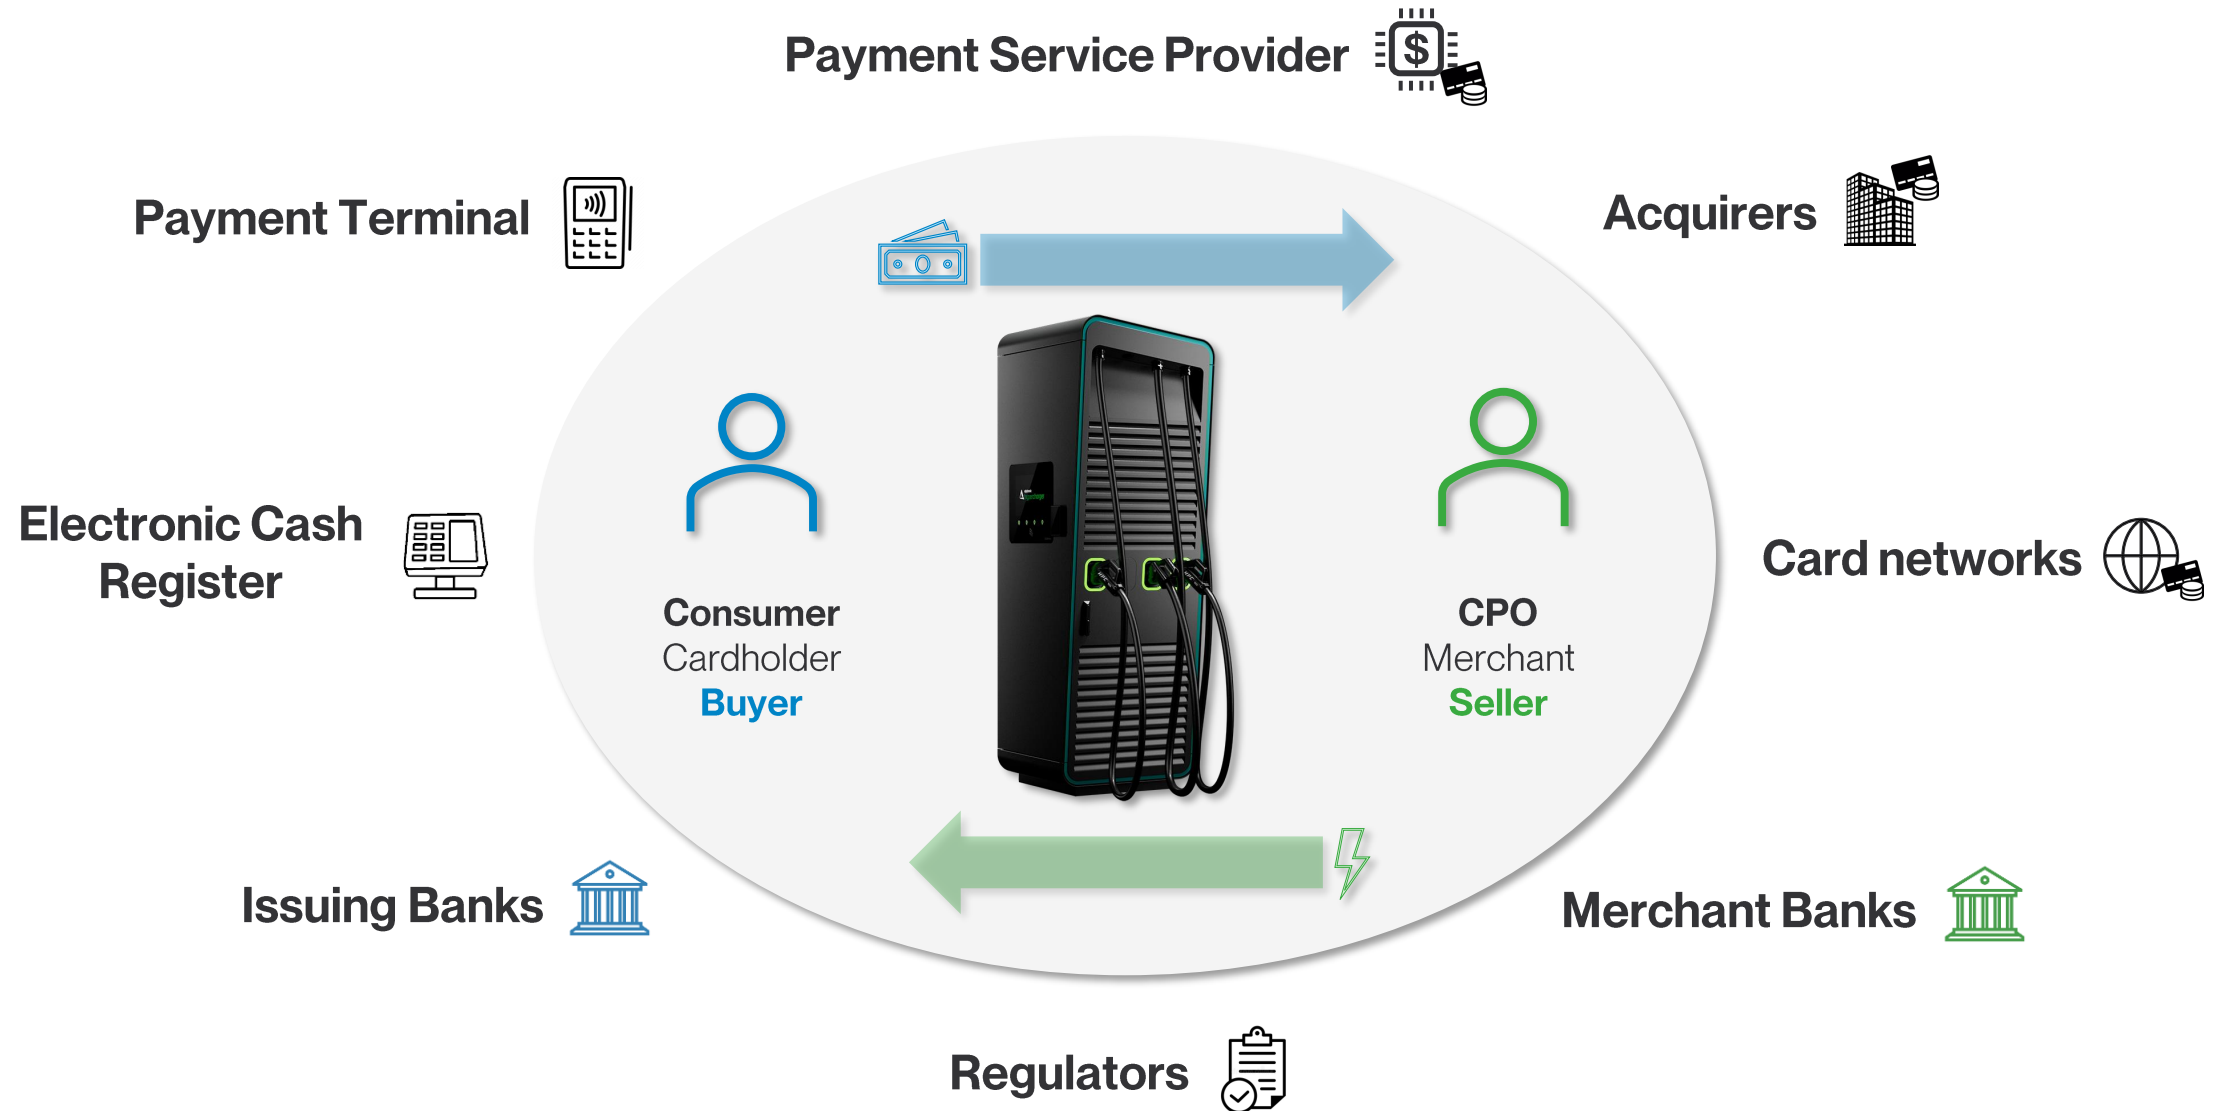 Payment Service Provider
$
Payment Terminal
Acquirers
Electronic Cash
Register
Consumer
Cardholder
Buyer
CPO
Merchant
Seller
Card networks
Issuing Banks
Merchant Banks
Regulators